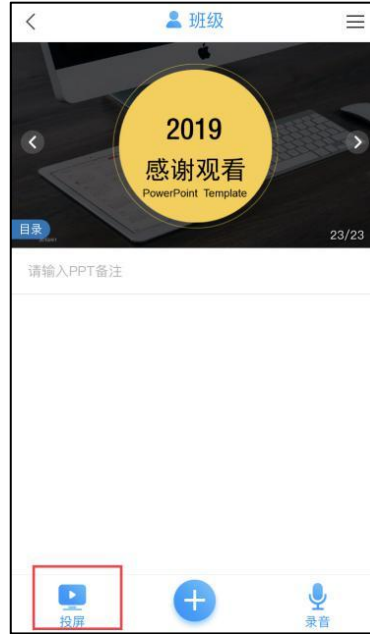 班级
2019
感谢观看
PowerPoint Template
目录
23/23
请输入PPT备注
投屏
录音